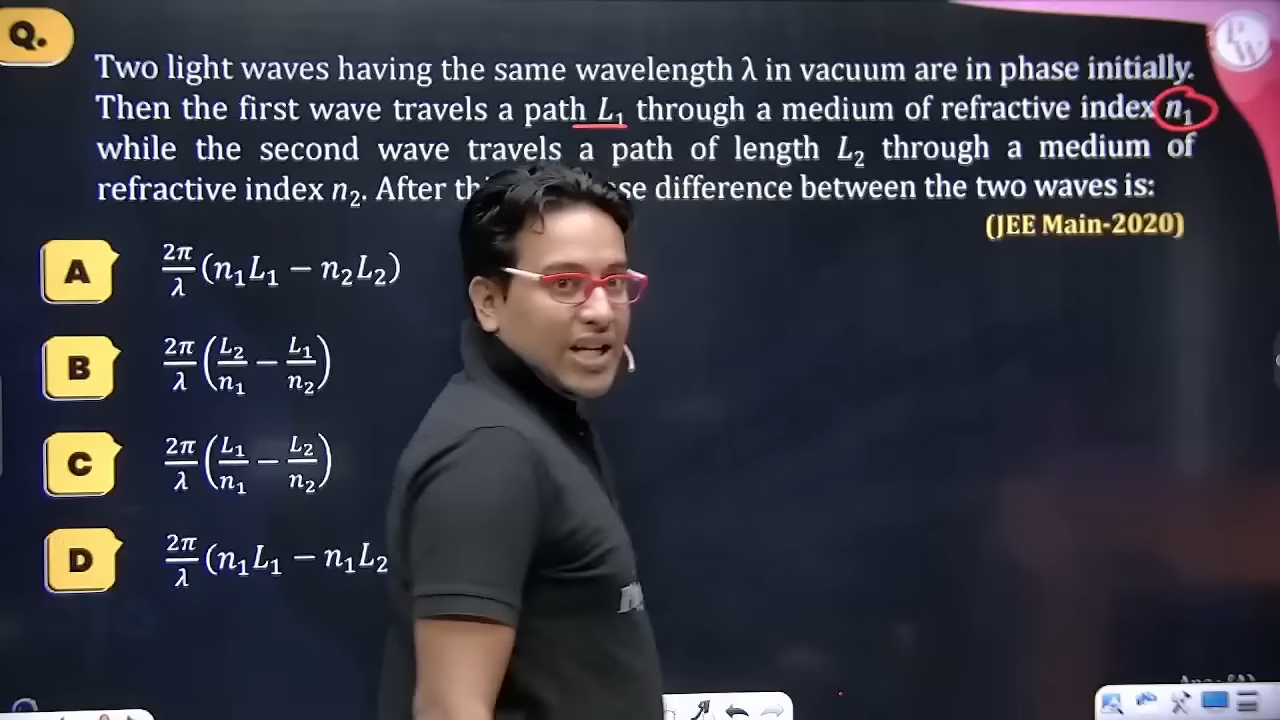 Q.
PW
Two light waves having the same wavelength λ in vacuum are in phase initially.
Then the first wave travels a path L₁ through a medium of refractive index n₁
while the second wave travels a path of length L₂ through a medium of
refractive index n₂. After difference between the two waves is:
(JEE Main-2020)
A 2π/λ (n₁L₁ − n₂L₂)
B 2π/λ (L₂/n₁ − L₁/n₂)
C 2π/λ (L₁/n₁ − L₂/n₂)
D 2π/λ (n₁L₁ − n₁L₂